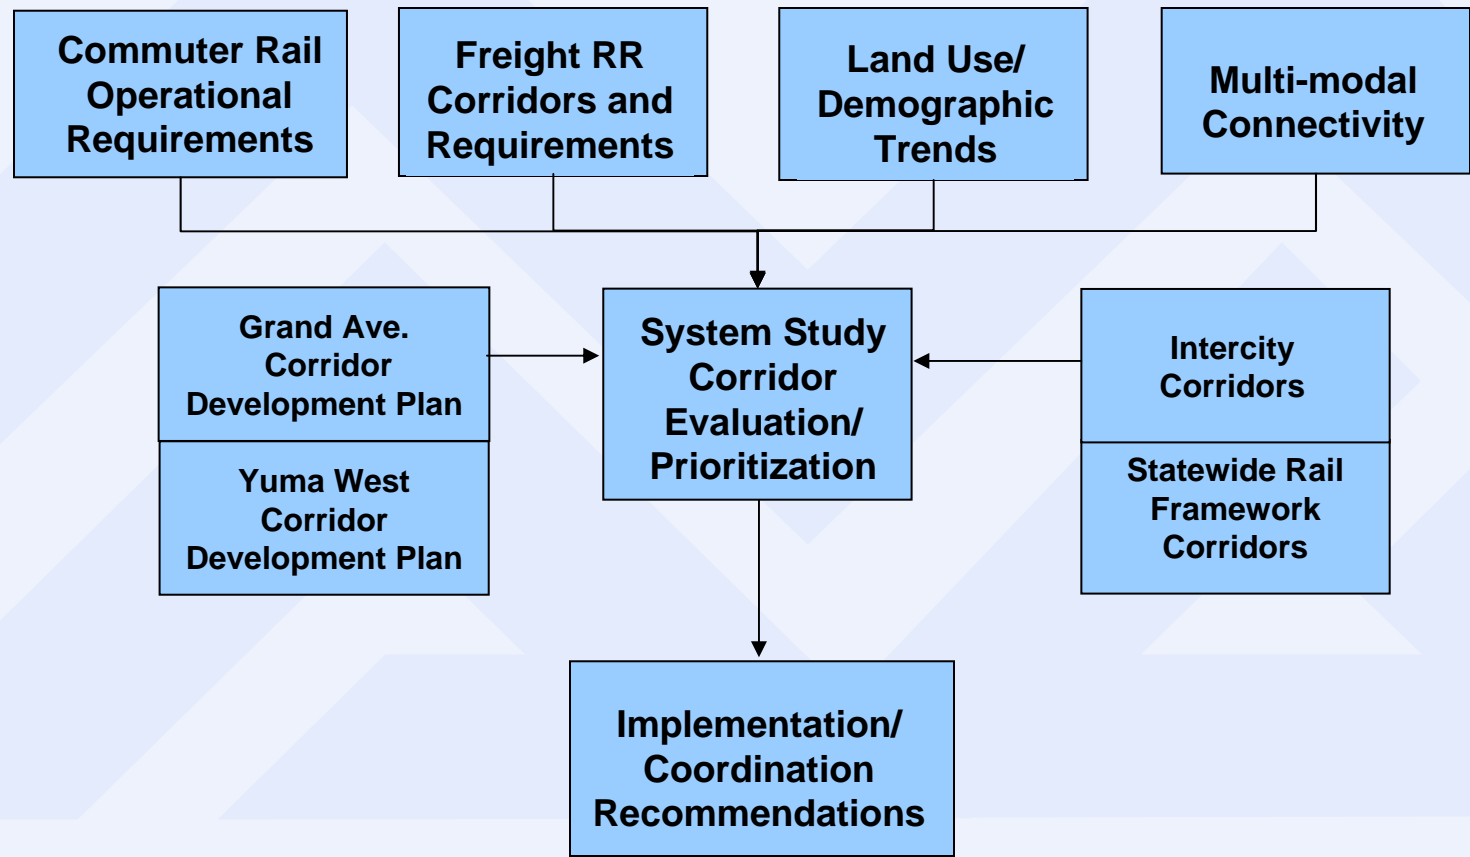 Commuter Rail
Operational
Requirements
Freight RR
Corridors and
Requirements
Land Use/
Demographic
Trends
Multi-modal
Connectivity
Grand Ave.
Corridor
Development Plan
Yuma West
Corridor
Development Plan
System Study
Corridor
Evaluation/
Prioritization
Intercity
Corridors
Statewide Rail
Framework
Corridors
Implementation/
Coordination
Recommendations